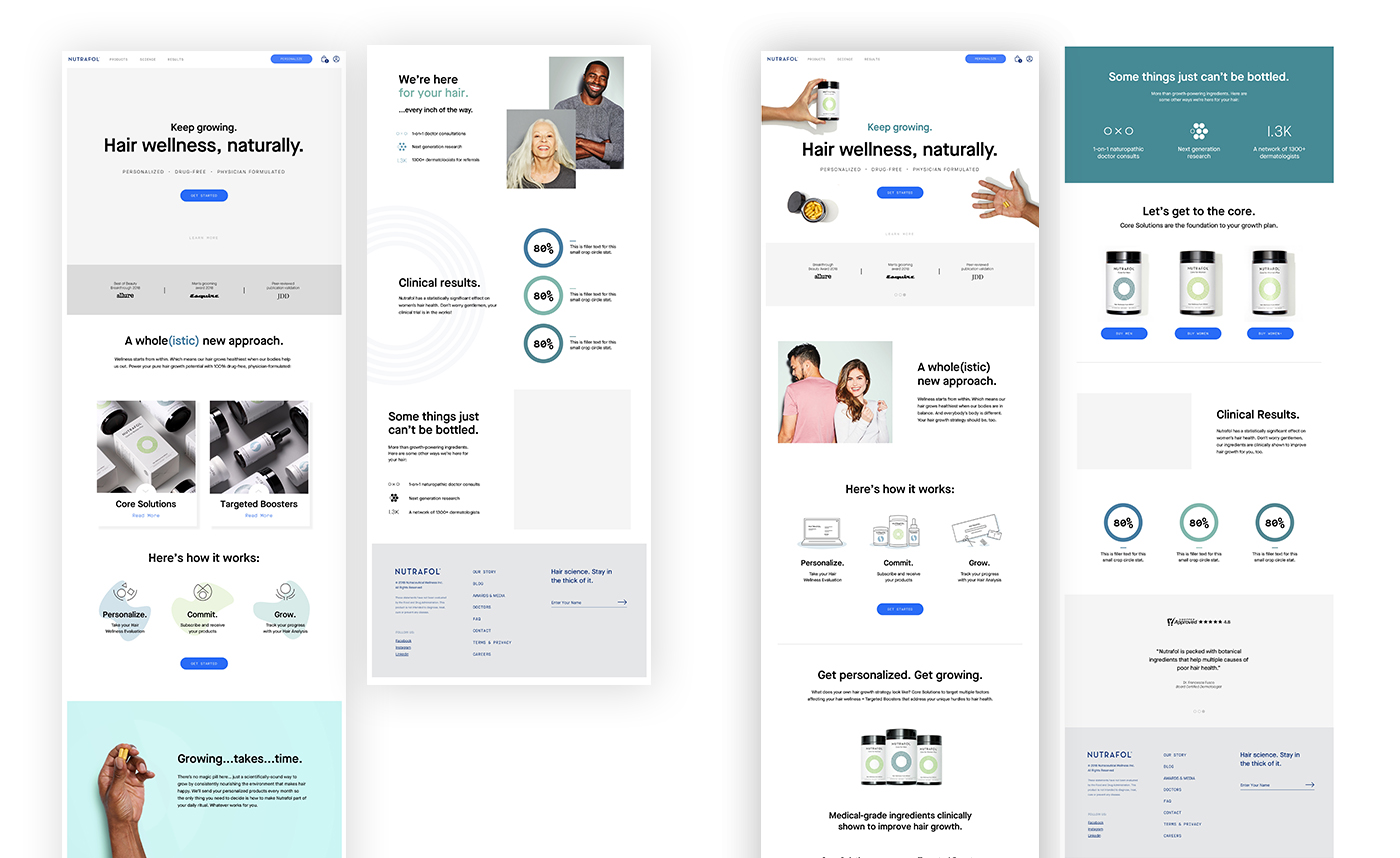 NUTRAFOL PRODUCTS SCIENCE RESULTS PERSONALIZE
Keep growing.
Hair wellness, naturally.
PERSONALIZED · DRUG-FREE · PHYSICIAN FORMULATED
GET STARTED
LEARN MORE
Best of Beauty
Breakthrough 2018
allure
Men's grooming
award 2018
Esquire
Peer-reviewed
publication validation
JDD
A whole(istic) new approach.
Wellness starts from within. Which means our hair grows healthiest when our bodies help
us out. Power your pure hair growth potential with 100% drug-free, physician-formulated
NUTRAFOL
Core Solutions
Read More
Targeted Boosters
Read More
Here's how it works:
Personalize.
Take your Hair
Wellness Evaluation
Commit.
Subscribe and receive
your products
Grow.
Track your progress
with your Hair Analysis
GET STARTED
Growing...takes...time.
There's no magic pill here... just a scientifically-sound way to
grow by consistently nourishing the environment that makes hair
happy. We'll send your personalized products every month so
the only thing you need to decide is how to make Nutrafol part of
your daily ritual. Whatever works for you.
We're here
for your hair.
...every inch of the way.
OXO 1-on-1 doctor consultations
Next generation research
1.3K 1300+ dermatologists for referrals
Clinical results.
Nutrafol has a statistically significant effect on
women's hair health. Don't worry gentlemen, your
clinical trial is in the works!
80%
This is filler text for this
small crop circle stat.
80%
This is filler text for this
small crop circle stat.
80%
This is filler text for this
small crop circle stat.
Some things just
can't be bottled.
More than growth-powering ingredients.
Here are some other ways we're here for
your hair:
OXO 1-on-1 naturopathic doctor consults
Next generation research
1.3K A network of 1300+ dermatologists
NUTRAFOL
© 2018 Nutraceutical Wellness Inc.
All Rights Reserved
FOLLOW US
Facebook
Instagram
LinkedIn
OUR STORY
BLOG
AWARDS & MEDIA
DOCTORS
FAQ
CONTACT
TERMS & PRIVACY
CAREERS
Hair science. Stay in
the thick of it.
Enter Your Name
NUTRAFOL PRODUCTS SCIENCE RESULTS PERSONALIZE
Keep growing.
Hair wellness, naturally.
PERSONALIZED · DRUG-FREE · PHYSICIAN FORMULATED
GET STARTED
LEARN MORE
Breakthrough
Beauty Award 2018
allure
Men's grooming
award 2018
Esquire
Peer-reviewed
publication validation
JDD
A whole(istic)
new approach.
Wellness starts from within. Which means our
hair grows healthiest when our bodies are in
balance. And everybody's body is different.
Your hair growth strategy should be, too.
Here's how it works:
Personalize.
Take your Hair
Wellness Evaluation
Commit.
Subscribe and receive
your products
Grow.
Track your progress
with your Hair Analysis
GET STARTED
Get personalized. Get growing.
What does your own hair growth strategy look like? Core Solutions to target multiple factors
affecting your hair wellness + Targeted Boosters that address your unique hurdles to hair health.
NUTRAFOL
NUTRAFOL
NUTRAFOL
Medical-grade ingredients clinically
shown to improve hair growth.
Some things just can't be bottled.
More than growth-powering ingredients. Here are
some other ways we're here for your hair:
OXO
1-on-1 naturopathic
doctor consults
Next generation
research
1.3K
A network of 1300+
dermatologists
Let's get to the core.
Core Solutions are the foundation to your growth plan.
NUTRAFOL
NUTRAFOL
NUTRAFOL
BUY MEN
BUY WOMEN
BUY WOMEN+
Clinical Results.
Nutrafol has a statistically significant effect on
women's hair health. Don't worry gentlemen,
our ingredients are clinically shown to improve
hair growth for you, too.
80%
This is filler text for this
small crop circle stat.
80%
This is filler text for this
small crop circle stat.
80%
This is filler text for this
small crop circle stat.
Approved 4.6
"Nutrafol is packed with botanical
ingredients that help multiple causes of
poor hair health."
Board Certified Dermatologist
NUTRAFOL
© 2018 Nutraceutical Wellness Inc.
All Rights Reserved
FOLLOW US
Facebook
Instagram
LinkedIn
OUR STORY
BLOG
AWARDS & MEDIA
DOCTORS
FAQ
CONTACT
TERMS & PRIVACY
CAREERS
Hair science. Stay in
the thick of it.
Enter Your Name